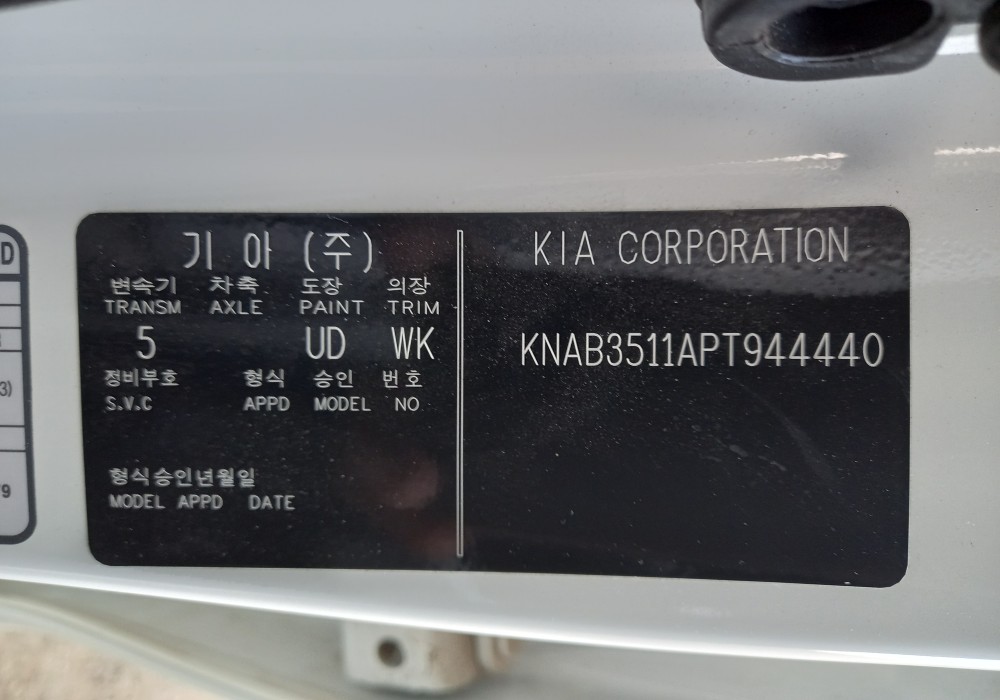 기 아 (주)
변속기 차축 도장 의장
TRANSM AXLE PAINT TRIM
5 UD WK
정비부호 형식 승인 번호
S.V.C APPD MODEL NO
형식승인년월일
MODEL APPD DATE
KIA CORPORATION
KNAB3511APT944440
D
3)
9